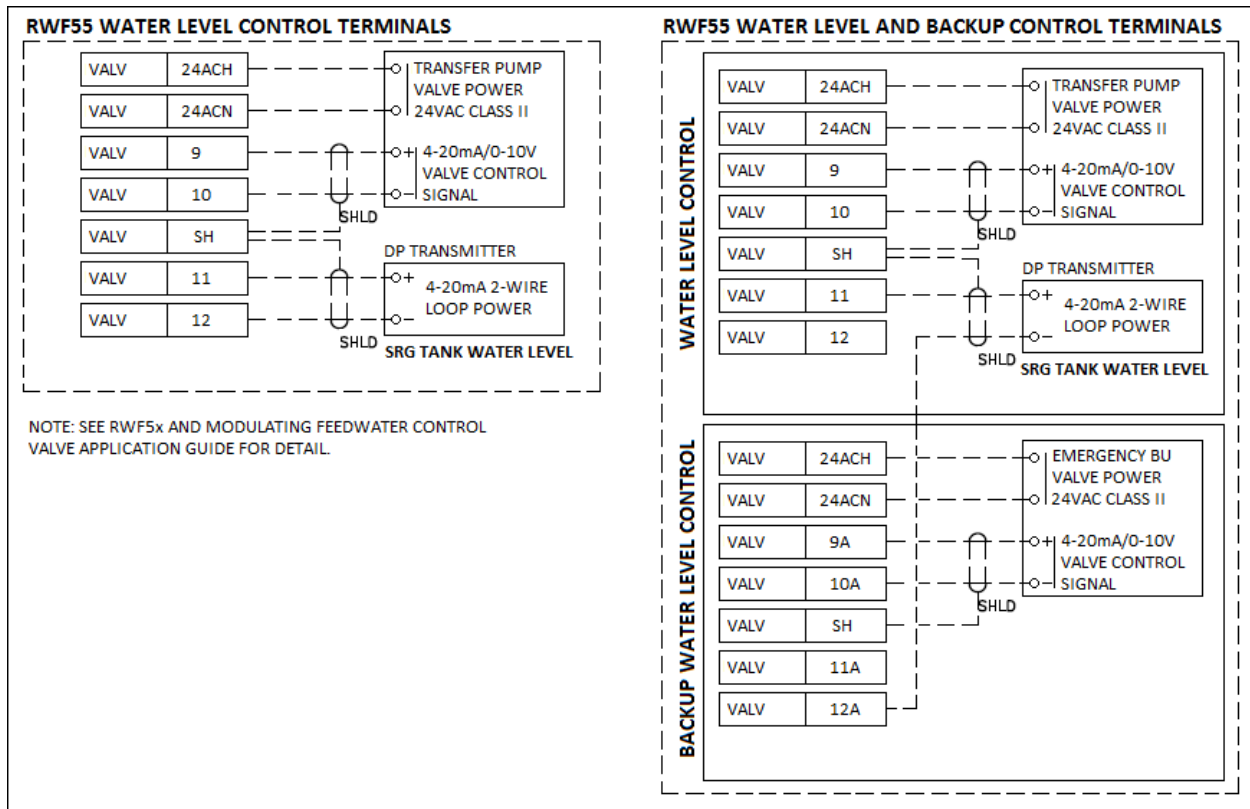 RWF55 WATER LEVEL CONTROL TERMINALS
VALV 24ACH
VALV 24ACN
VALV 9
VALV 10
VALV SH
VALV 11
VALV 12
TRANSFER PUMP
VALVE POWER
24VAC CLASS II
+ 4-20mA/0-10V
VALVE CONTROL
- SIGNAL
SHLD
DP TRANSMITTER
+ 4-20mA 2-WIRE
LOOP POWER
-
SHLD
SRG TANK WATER LEVEL
NOTE: SEE RWF5x AND MODULATING FEEDWATER CONTROL
VALVE APPLICATION GUIDE FOR DETAIL.
RWF55 WATER LEVEL AND BACKUP CONTROL TERMINALS
WATER LEVEL CONTROL
VALV 24ACH
VALV 24ACN
VALV 9
VALV 10
VALV SH
VALV 11
VALV 12
TRANSFER PUMP
VALVE POWER
24VAC CLASS II
+ 4-20mA/0-10V
VALVE CONTROL
- SIGNAL
SHLD
DP TRANSMITTER
+ 4-20mA 2-WIRE
LOOP POWER
-
SHLD
SRG TANK WATER LEVEL
BACKUP WATER LEVEL CONTROL
VALV 24ACH
VALV 24ACN
VALV 9A
VALV 10A
VALV SH
VALV 11A
VALV 12A
EMERGENCY BU
VALVE POWER
24VAC CLASS II
+ 4-20mA/0-10V
VALVE CONTROL
- SIGNAL
SHLD